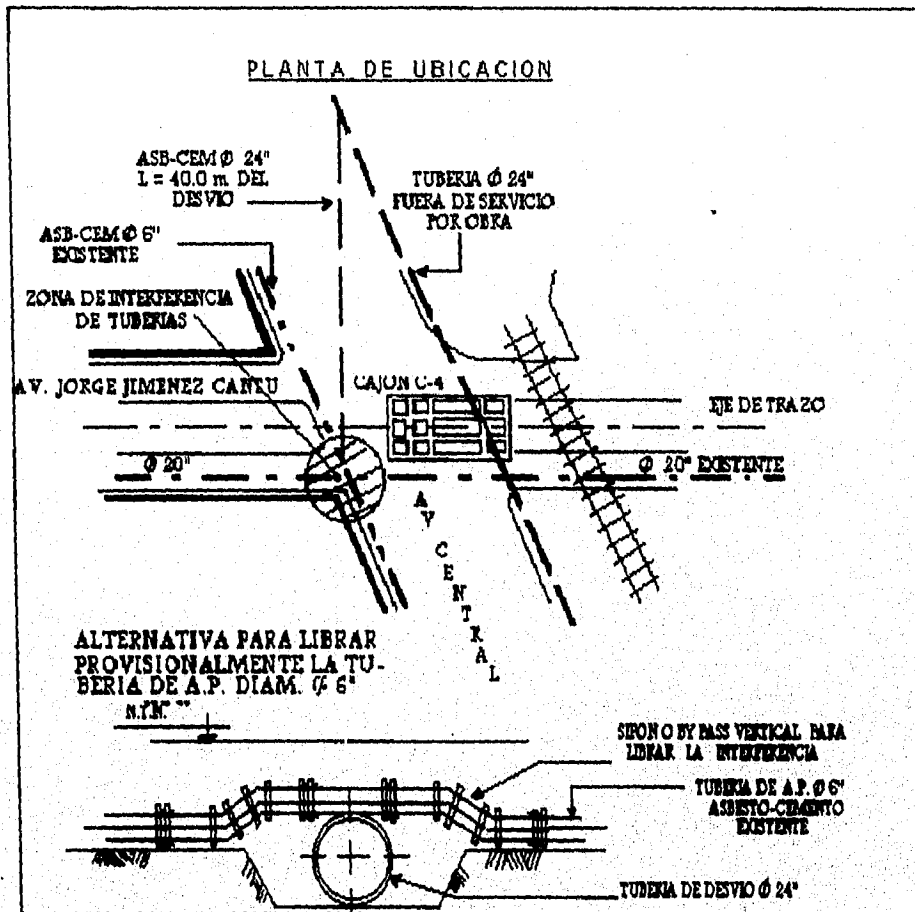 PLANTA DE UBICACION
ASB-CEM Ø 24"
L = 40.0 m. DEL
DESVIO
TUBERIA Ø 24"
FUERA DE SERVICIO
POR OBRA
ASB-CEM Ø 6"
EXISTENTE
ZONA DE INTERFERENCIA
DE TUBERIAS
AV. JORGE JIMENEZ CANTU
CAJON C-4
EJE DE TRAZO
Ø 20"
Ø 20" EXISTENTE
AV CENTRAL
ALTERNATIVA PARA LIBRAR
PROVISIONALMENTE LA TU-
BERIA DE A.P. DIAM. Ø 6"
SIFON O BY PASS VERTICAL PARA
LIBRAR LA INTERFERENCIA
TUBERIA DE A.P. Ø 6"
ASBESTO-CEMENTO
EXISTENTE
TUBERIA DE DESVIO Ø 24"